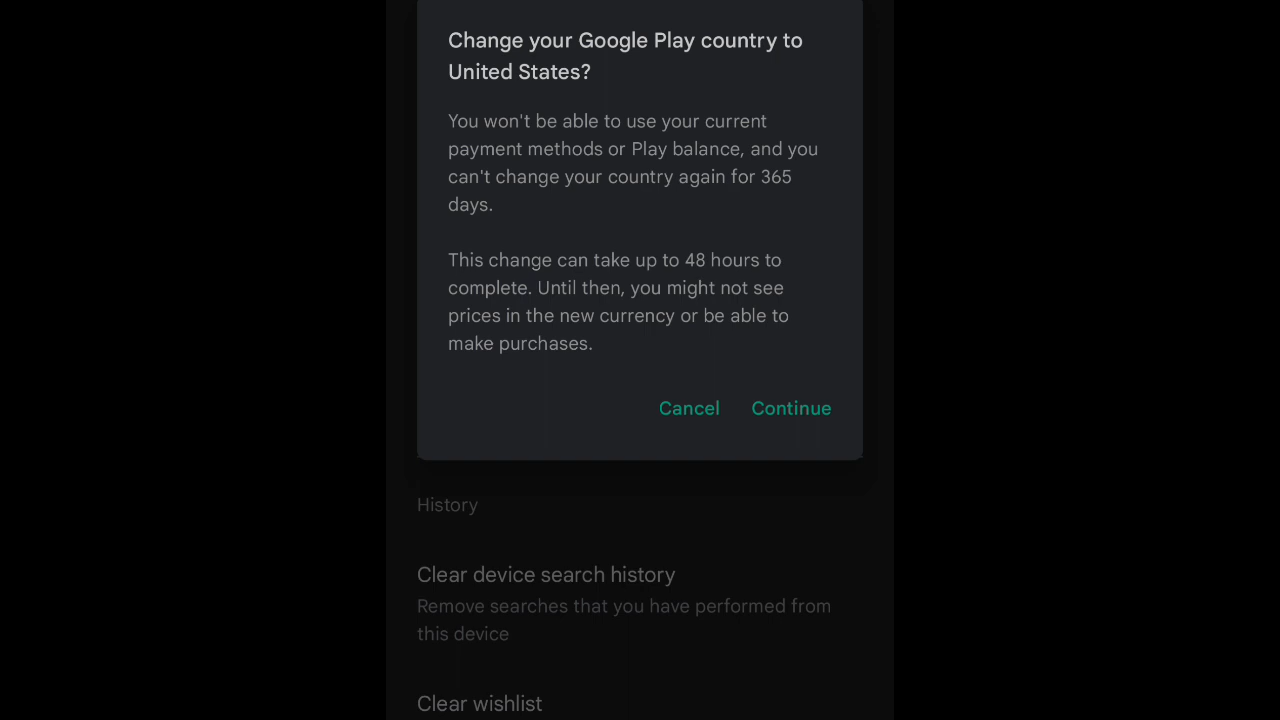 Change your Google Play country to
United States?
You won't be able to use your current
payment methods or Play balance, and you
can't change your country again for 365
days.
This change can take up to 48 hours to
complete. Until then, you might not see
prices in the new currency or be able to
make purchases.
Cancel Continue
History
Clear device search history
Remove searches that you have performed from
this device
Clear wishlist